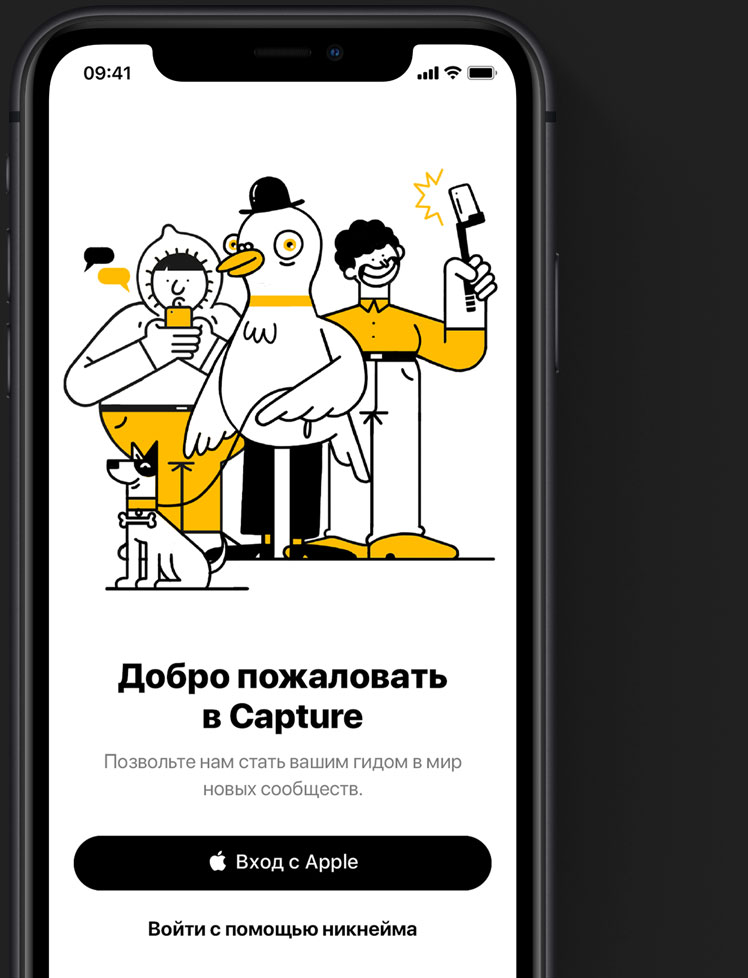 09:41
Добро пожаловать
в Capture
Позвольте нам стать вашим гидом в мир
новых сообществ.
Вход с Apple
Войти с помощью никнейма